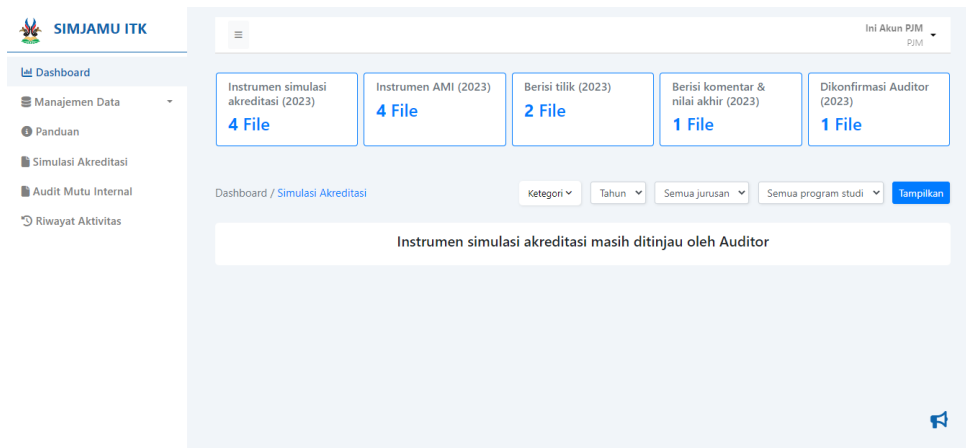 SIMJAMU ITK
Ini Akun PJM
PJM
Dashboard
Manajemen Data
Panduan
Simulasi Akreditasi
Audit Mutu Internal
Riwayat Aktivitas
Instrumen simulasi
akreditasi (2023)
4 File
Instrumen AMI (2023)
4 File
Berisi tilik (2023)
2 File
Berisi komentar &
nilai akhir (2023)
1 File
Dikonfirmasi Auditor
(2023)
1 File
Dashboard / Simulasi Akreditasi
Ketegori
Tahun
Semua jurusan
Semua program studi
Tampilkan
Instrumen simulasi akreditasi masih ditinjau oleh Auditor